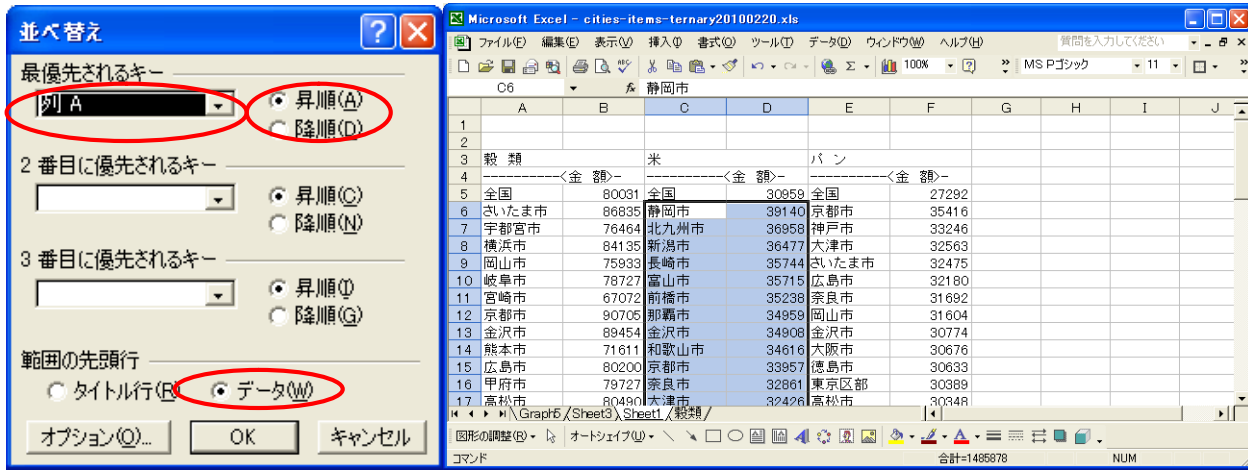 並べ替え
最優先されるキー
列 A
昇順(A)
降順(D)
2 番目に優先されるキー
昇順(C)
降順(N)
3 番目に優先されるキー
昇順(I)
降順(G)
範囲の先頭行
タイトル行(R) データ(W)
オプション(O)... OK キャンセル
Microsoft Excel - cities-items-ternary20100220.xls
ファイル(F) 編集(E) 表示(V) 挿入(I) 書式(O) ツール(T) データ(D) ウィンドウ(W) ヘルプ(H) 質問を入力してください
100% MS Pゴシック 11
C6 fx 静岡市
A B C D E F G H I J
1
2
3 穀 類 米 パ ン
4 ----------<金 額>- ----------<金 額>- ----------<金 額>-
5 全国 80031 全国 30959 全国 27292
6 さいたま市 86835 静岡市 39140 京都市 35416
7 宇都宮市 76464 北九州市 36958 神戸市 33246
8 横浜市 84135 新潟市 36477 大津市 32563
9 岡山市 75933 長崎市 35744 さいたま市 32475
10 岐阜市 78727 富山市 35715 広島市 32180
11 宮崎市 67072 前橋市 35238 奈良市 31692
12 京都市 90705 那覇市 34959 岡山市 31604
13 金沢市 89454 金沢市 34908 金沢市 30774
14 熊本市 71611 和歌山市 34616 大阪市 30676
15 広島市 80200 京都市 33957 徳島市 30633
16 甲府市 79727 奈良市 32861 東京区部 30389
17 高松市 80490 大津市 32426 高松市 30348
Graph5 Sheet3 Sheet1 穀類
図形の調整(R) オートシェイプ(U)
コマンド 合計=1485878 NUM